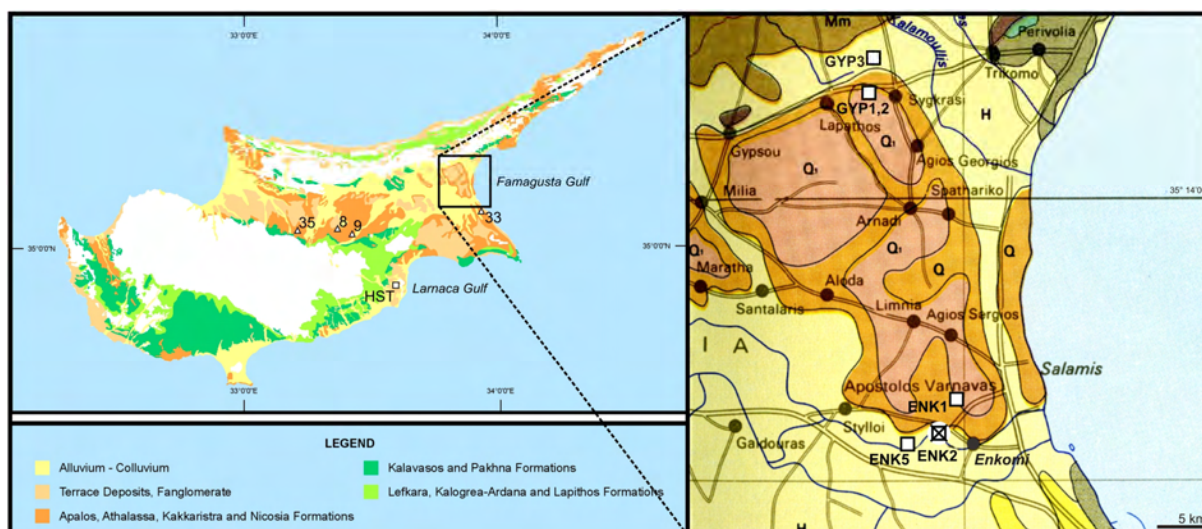 33°0'0"E
34°0'0"E
Famagusta Gulf
35
8
9
33
35°0'0"N
35°0'0"N
HST
Larnaca Gulf
33°0'0"E
34°0'0"E
LEGEND
Alluvium - Colluvium
Terrace Deposits, Fanglomerate
Apalos, Athalassa, Kakkaristra and Nicosia Formations
Kalavasos and Pakhna Formations
Lefkara, Kalogrea-Ardana and Lapithos Formations
Mm
Kalamoullis
Perivolia
GYP3
Trikomo
GYP1,2
Sygkrasi
H
Lapathos
Gypsou
Q₁
Q₁
Agios Georgios
Milia
Spathariko
35° 14'0
Arnadi
Q₁
Q₁
Q
Q
Maratha
Aloda
Santalaris
Limnia
Agios Sergios
I A
Salamis
Apostolos Varnavas
ENK1
Stylloi
Gaidouras
ENK5
ENK2
Enkomi
H
5 km